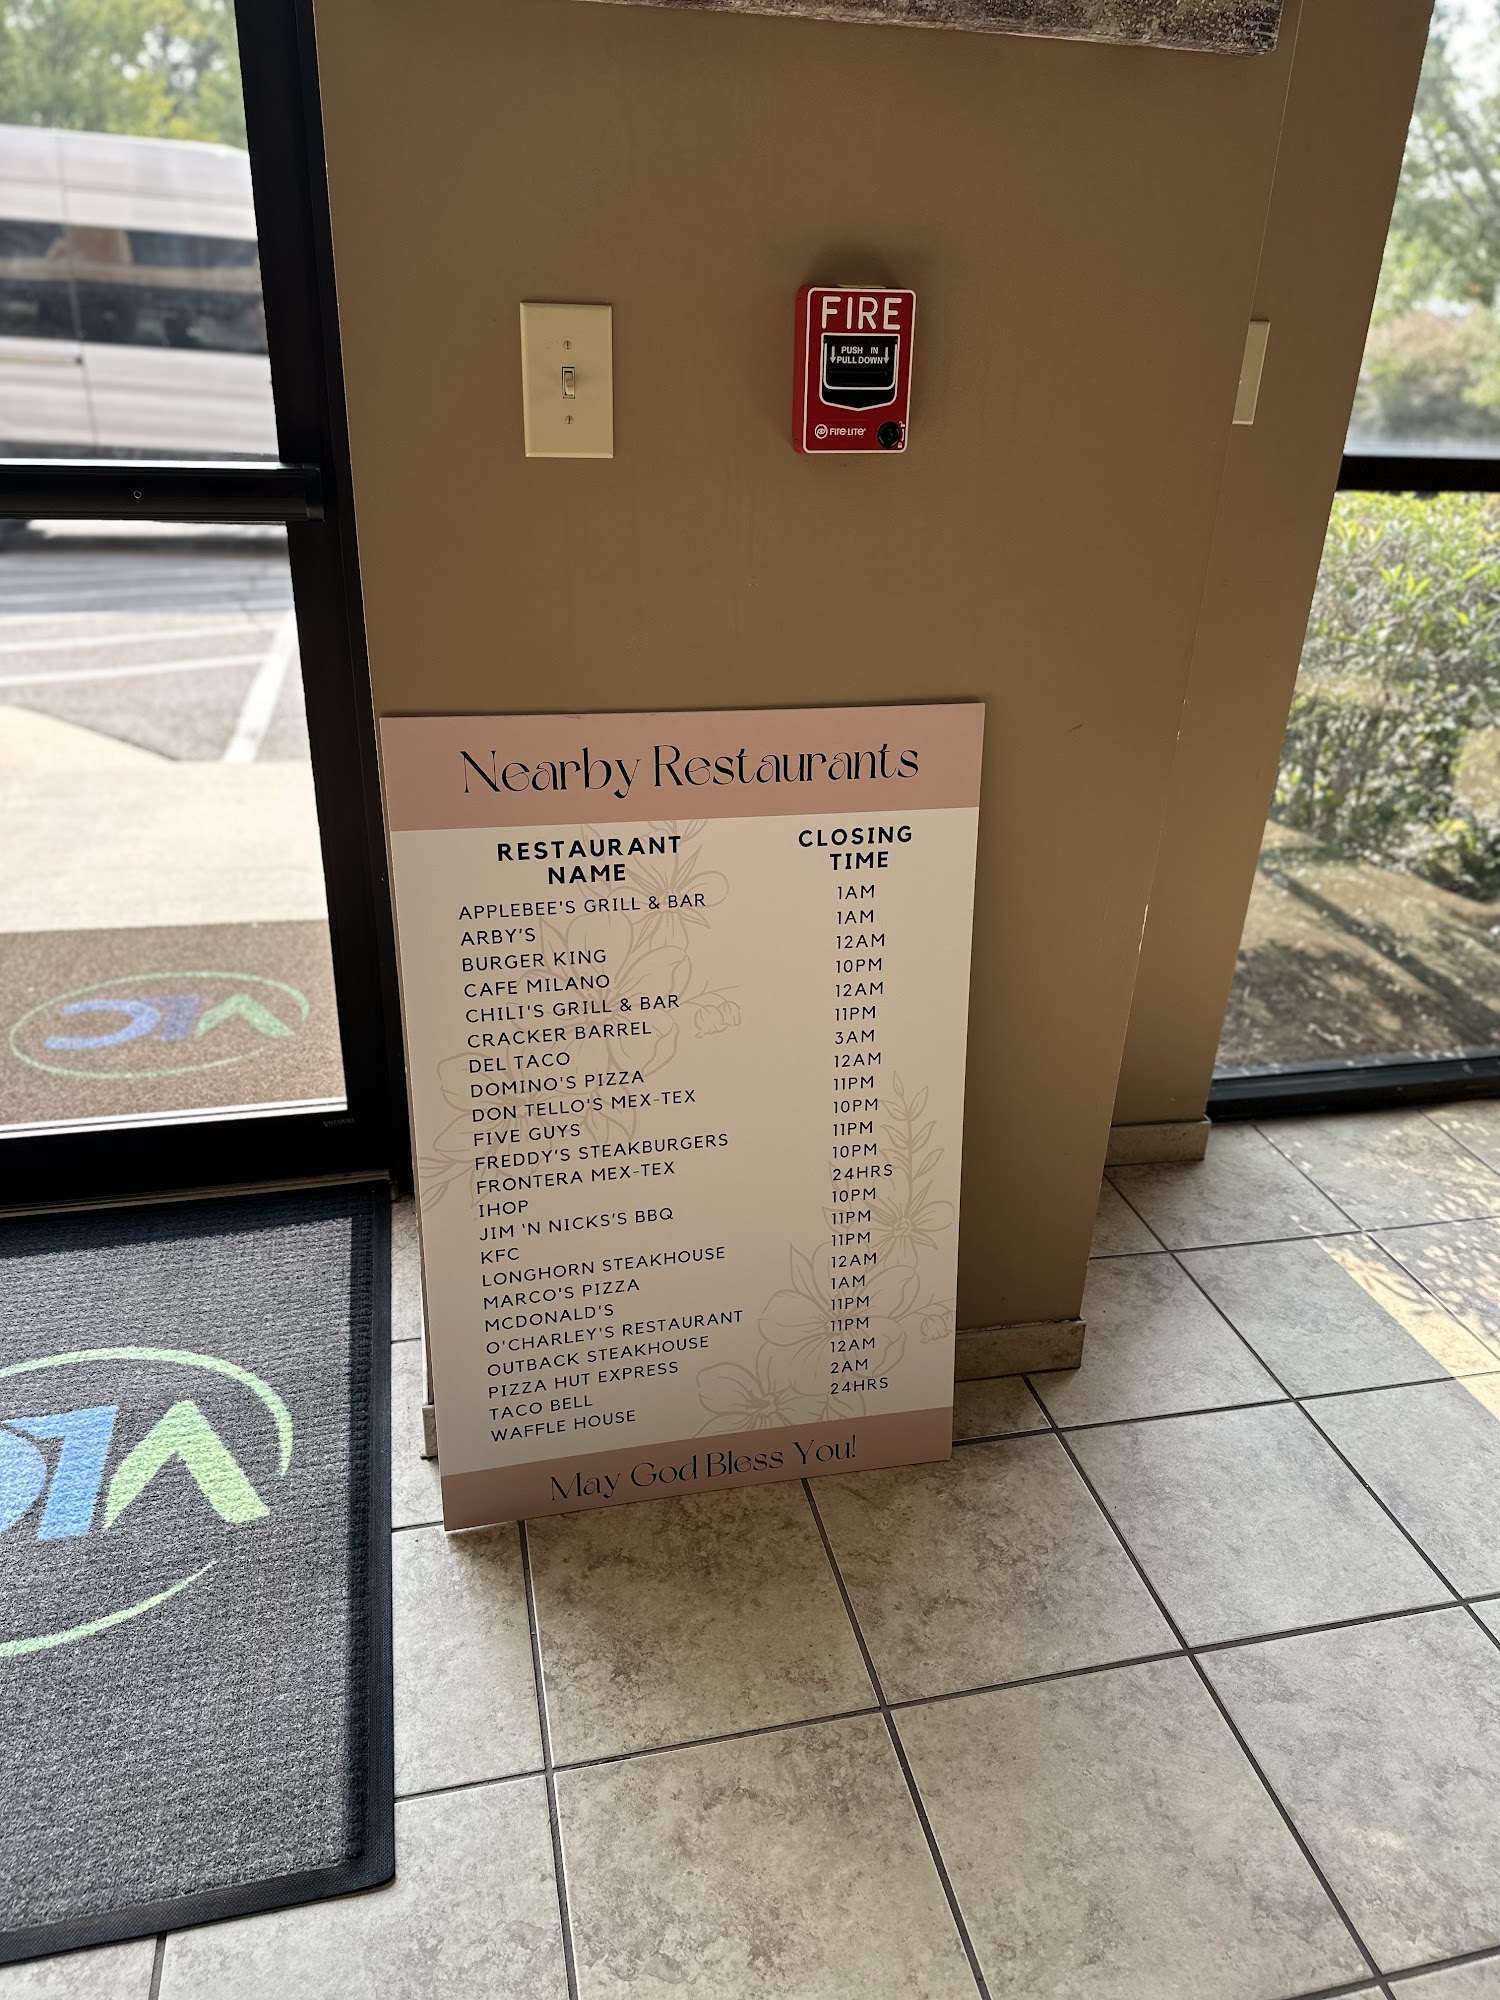 FIRE
PUSH IN
PULL DOWN
FIRE-LITE
Nearby Restaurants
RESTAURANT NAME CLOSING TIME
APPLEBEE'S GRILL & BAR 1AM
ARBY'S 1AM
BURGER KING 12AM
CAFE MILANO 10PM
CHILI'S GRILL & BAR 12AM
CRACKER BARREL 11PM
DEL TACO 3AM
DOMINO'S PIZZA 12AM
DON TELLO'S MEX-TEX 11PM
FIVE GUYS 10PM
FREDDY'S STEAKBURGERS 11PM
FRONTERA MEX-TEX 10PM
IHOP 24HRS
JIM 'N NICKS'S BBQ 10PM
KFC 11PM
LONGHORN STEAKHOUSE 11PM
MARCO'S PIZZA 12AM
MCDONALD'S 1AM
O'CHARLEY'S RESTAURANT 11PM
OUTBACK STEAKHOUSE 11PM
PIZZA HUT EXPRESS 12AM
TACO BELL 2AM
WAFFLE HOUSE 24HRS
May God Bless You!